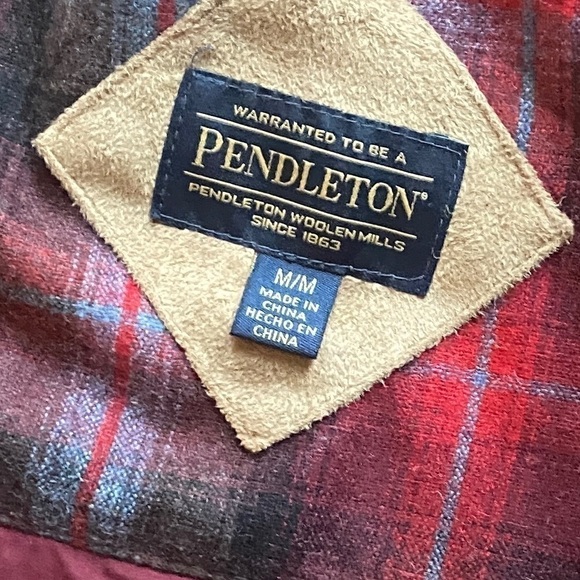 WARRANTED TO BE A
PENDLETON®
PENDLETON WOOLEN MILLS
SINCE 1863
M/M
MADE IN
CHINA
HECHO EN
CHINA